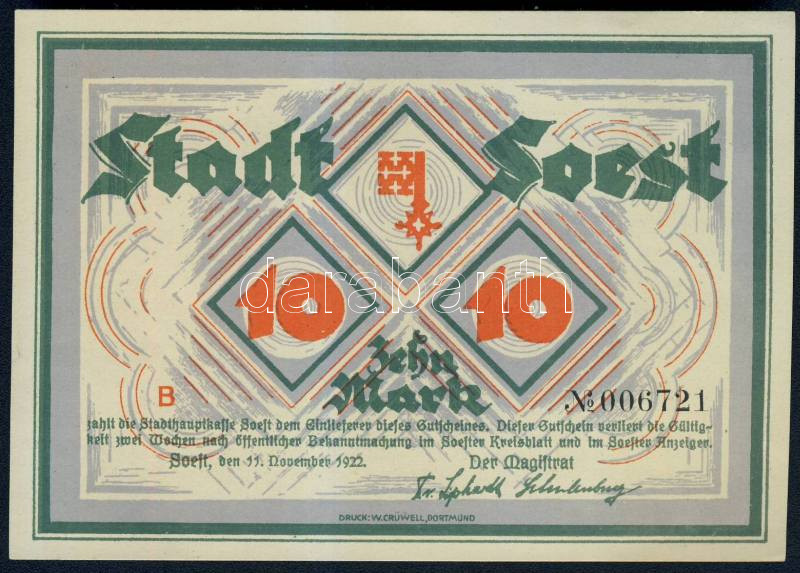 Stadt Soest
10 10
darabanth
Zehn
Mark
B №006721
zahlt die Stadthauptkasse Soest dem Einlieferer dieses Gutscheines. Dieser Gutschein verliert die Gültig-
keit zwei Wochen nach öffentlicher Bekanntmachung im Soester Kreisblatt und im Soester Anzeiger.
Soest, den 11. November 1922. Der Magistrat
DRUCK: W. CRÜWELL, DORTMUND